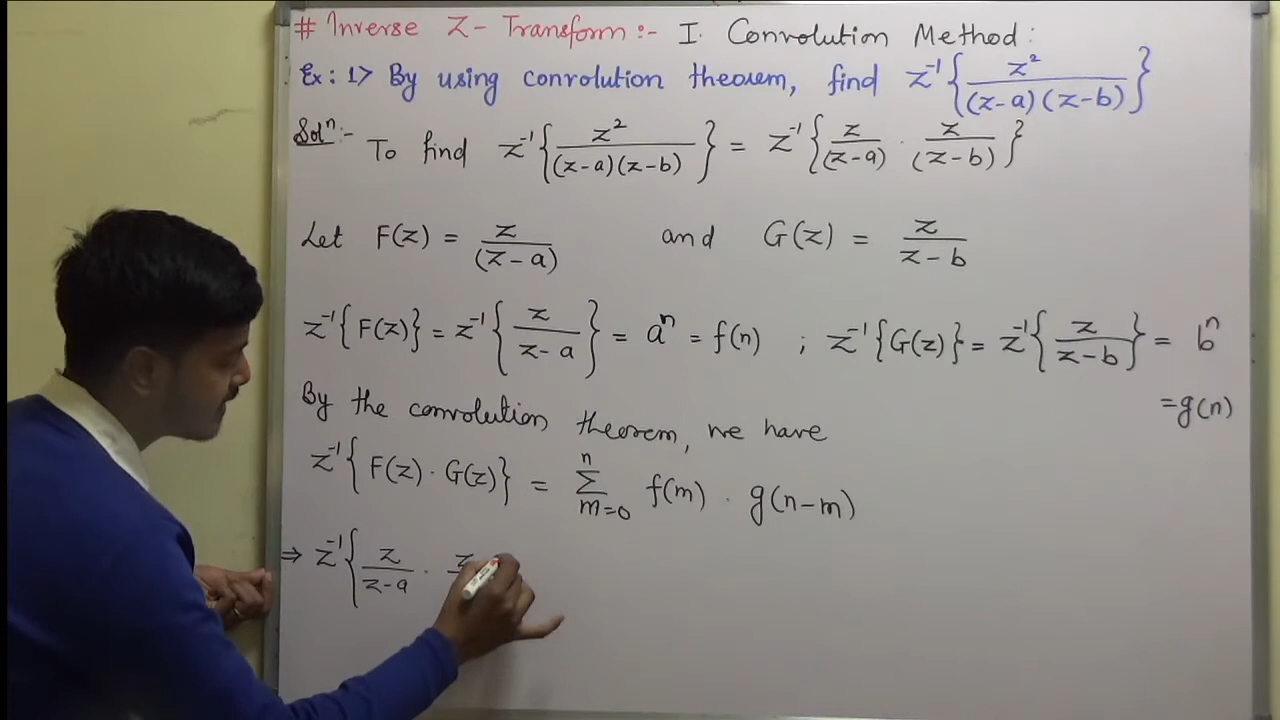 # Inverse Z- Transform :- I. Convolution Method :
Ex: 1> By using convolution theorem, find z⁻¹{z²/((z-a)(z-b))}
Solⁿ:- To find z⁻¹{z²/((z-a)(z-b))} = z⁻¹{z/(z-a) · z/(z-b)}
Let F(z) = z/(z-a) and G(z) = z/(z-b)
z⁻¹{F(z)} = z⁻¹{z/(z-a)} = aⁿ = f(n) ; z⁻¹{G(z)} = z⁻¹{z/(z-b)} = bⁿ
=g(n)
By the convolution theorem, we have
z⁻¹{F(z) · G(z)} = Σⁿₘ₌₀ f(m) · g(n-m)
⇒ z⁻¹{z/(z-a) · z